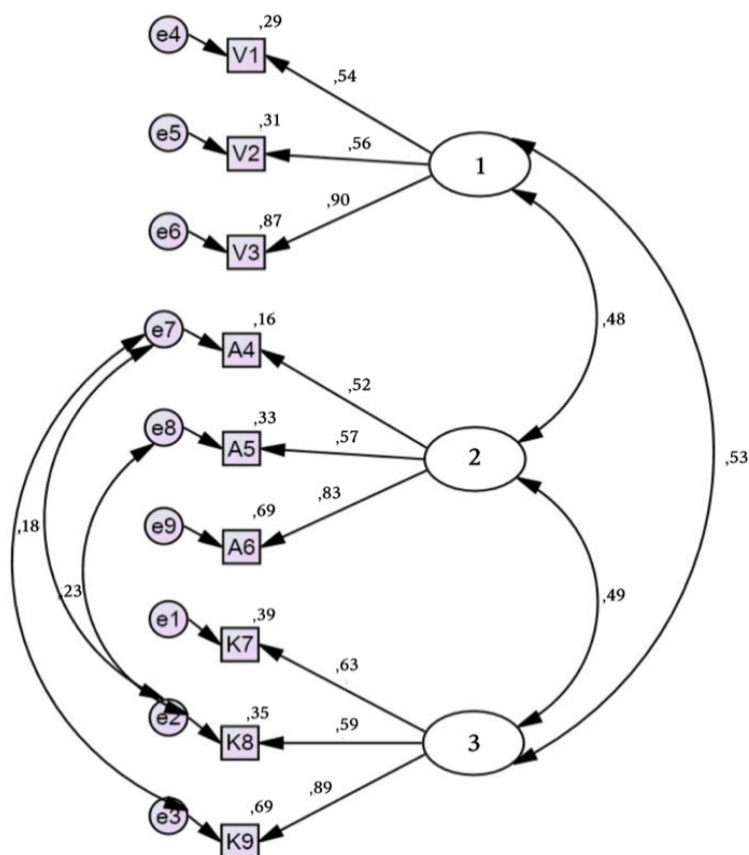 e4
V1
,29
,54
e5
V2
,31
,56
1
e6
V3
,87
,90
e7
A4
,16
,52
,48
e8
A5
,33
,57
2
,53
e9
A6
,69
,83
,18
,23
,49
e1
K7
,39
,63
e2
K8
,35
,59
3
e3
K9
,69
,89